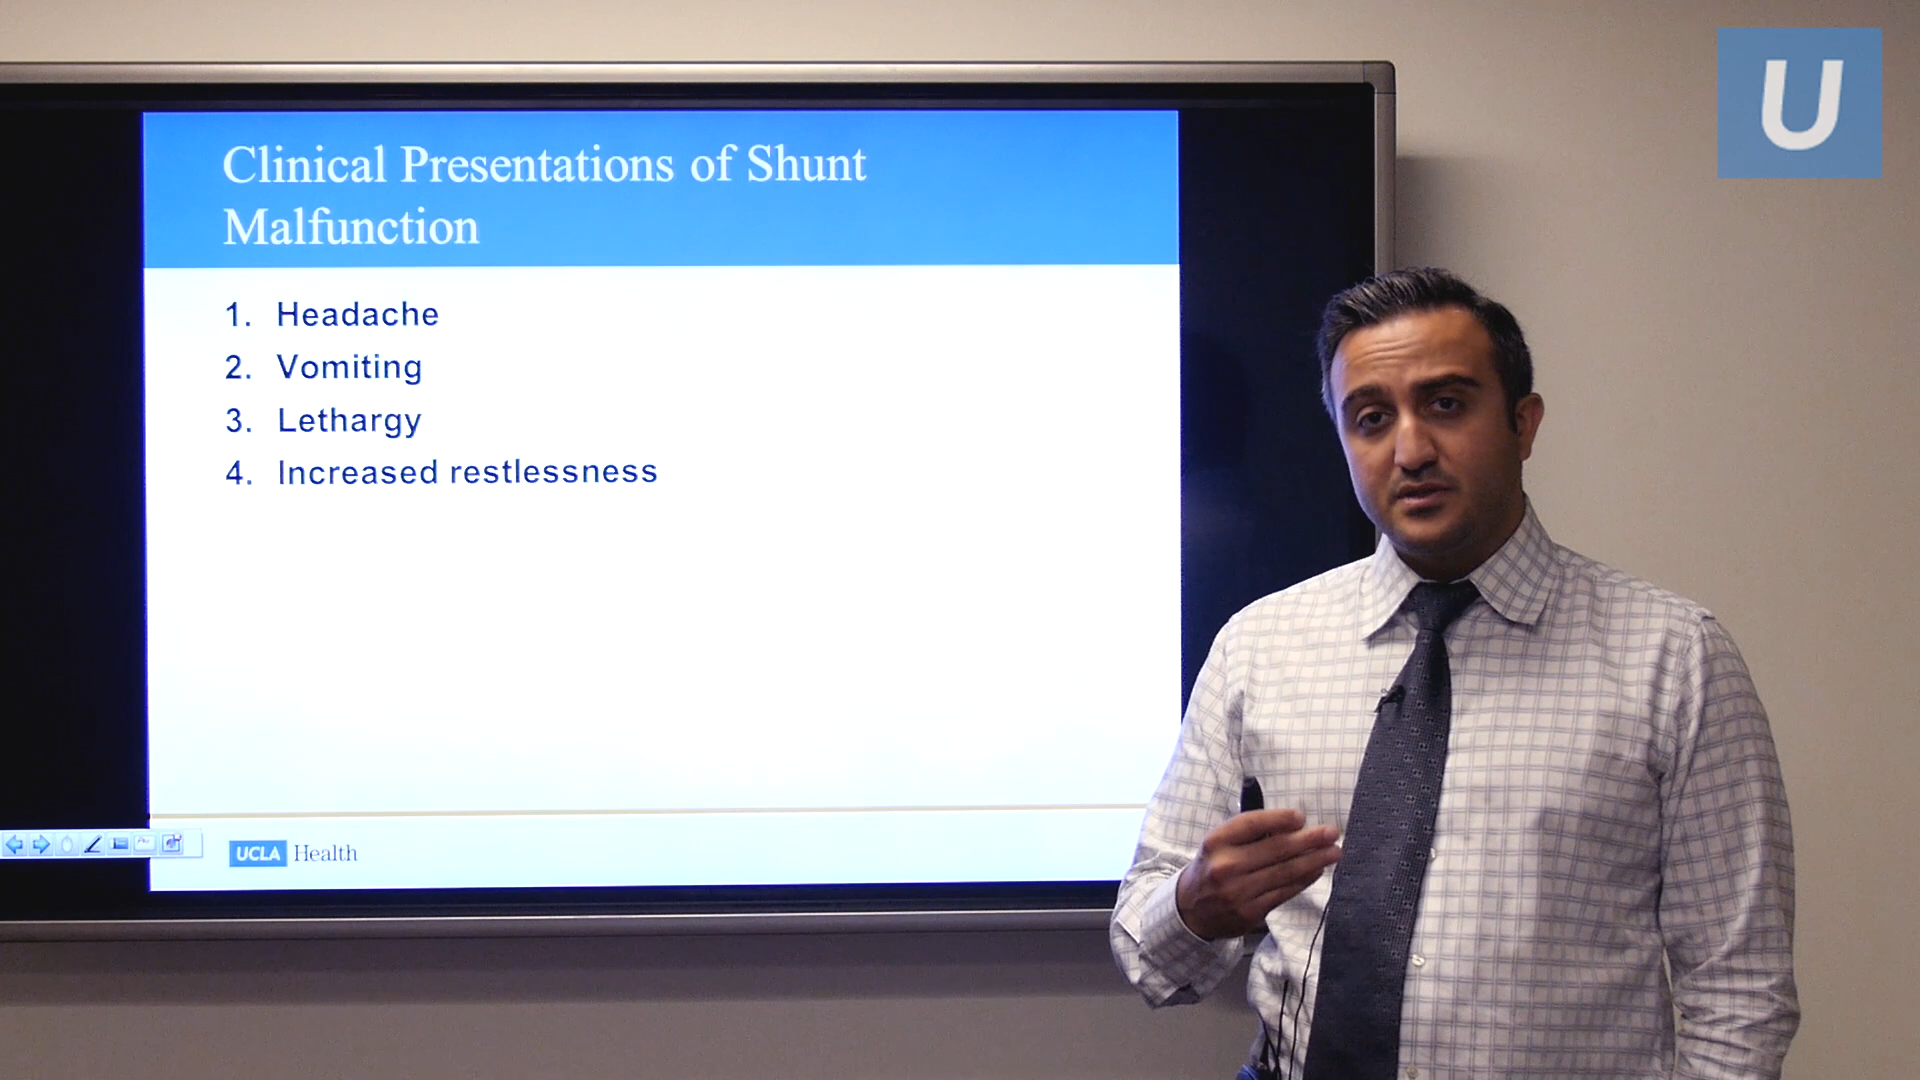 Clinical Presentations of Shunt
Malfunction
1. Headache
2. Vomiting
3. Lethargy
4. Increased restlessness
UCLA Health
U